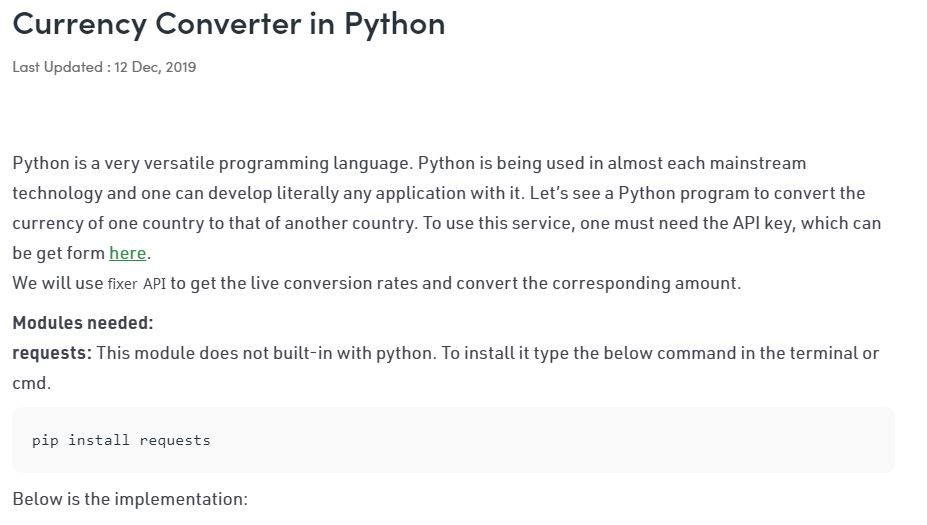 Currency Converter in Python
Last Updated : 12 Dec, 2019
Python is a very versatile programming language. Python is being used in almost each mainstream
technology and one can develop literally any application with it. Let’s see a Python program to convert the
currency of one country to that of another country. To use this service, one must need the API key, which can
be get form here.
We will use fixer API to get the live conversion rates and convert the corresponding amount.
Modules needed:
requests: This module does not built-in with python. To install it type the below command in the terminal or
cmd.
pip install requests
Below is the implementation: